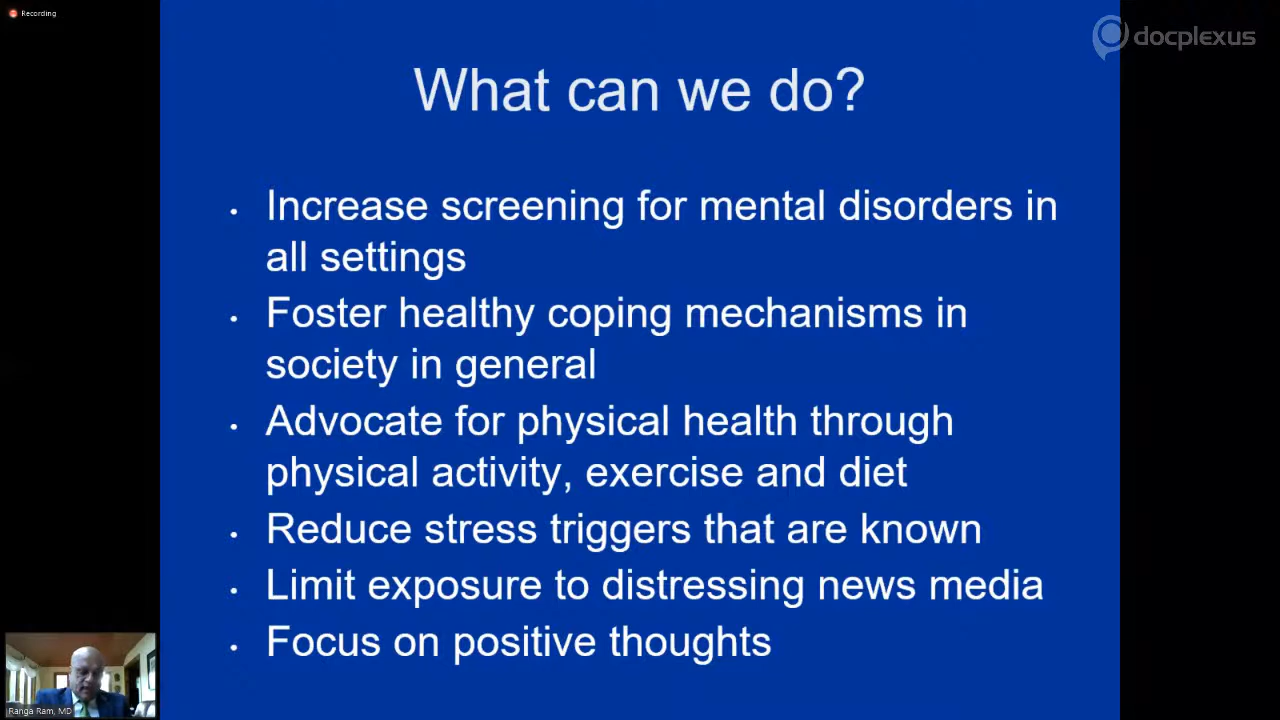 Recording
docplexus
What can we do?
• Increase screening for mental disorders in
all settings
• Foster healthy coping mechanisms in
society in general
• Advocate for physical health through
physical activity, exercise and diet
• Reduce stress triggers that are known
• Limit exposure to distressing news media
• Focus on positive thoughts
Ranga Ram, MD